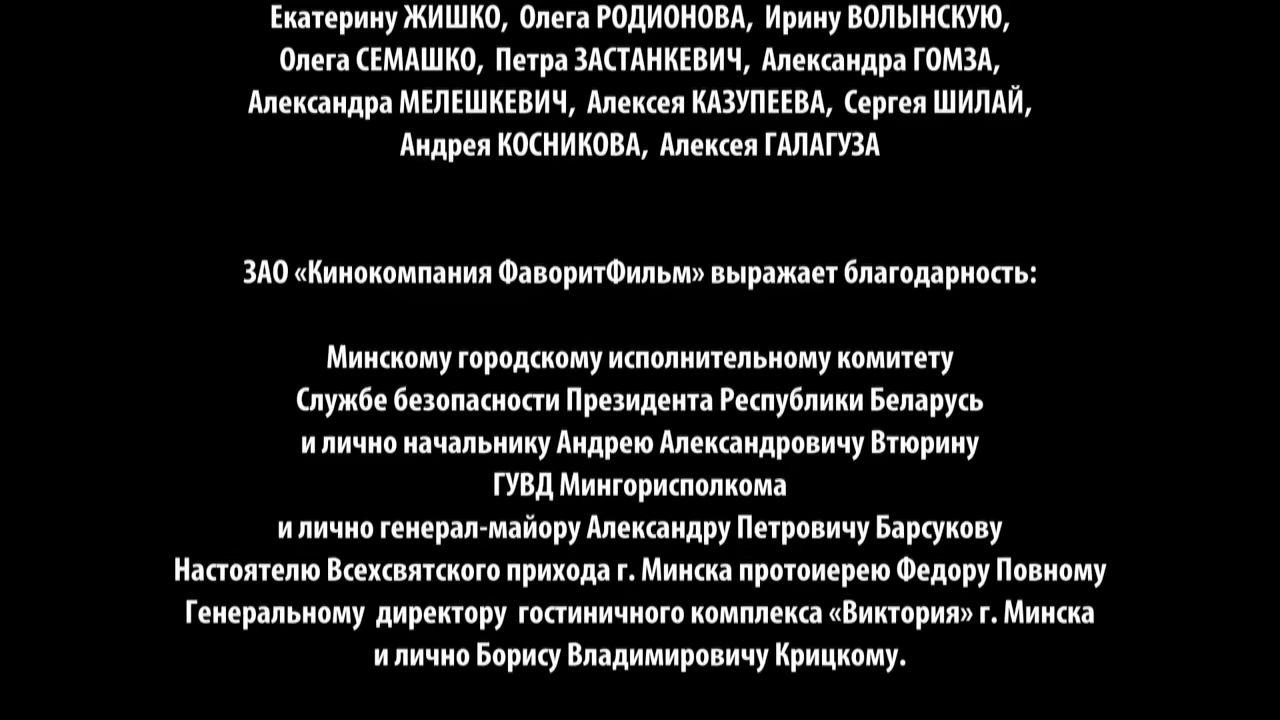 Екатерину ЖИШКО, Олега РОДИОНОВА, Ирину ВОЛЫНСКУЮ,
Олега СЕМАШКО, Петра ЗАСТАНКЕВИЧ, Александра ГОМЗА,
Александра МЕЛЕШКЕВИЧ, Алексея КАЗУПЕЕВА, Сергея ШИЛАЙ,
Андрея КОСНИКОВА, Алексея ГАЛАГУЗА
ЗАО «Кинокомпания ФаворитФильм» выражает благодарность:
Минскому городскому исполнительному комитету
Службе безопасности Президента Республики Беларусь
и лично начальнику Андрею Александровичу Втюрину
ГУВД Мингорисполкома
и лично генерал-майору Александру Петровичу Барсукову
Настоятелю Всехсвятского прихода г. Минска протоиерею Федору Повному
Генеральному директору гостиничного комплекса «Виктория» г. Минска
и лично Борису Владимировичу Крицкому.